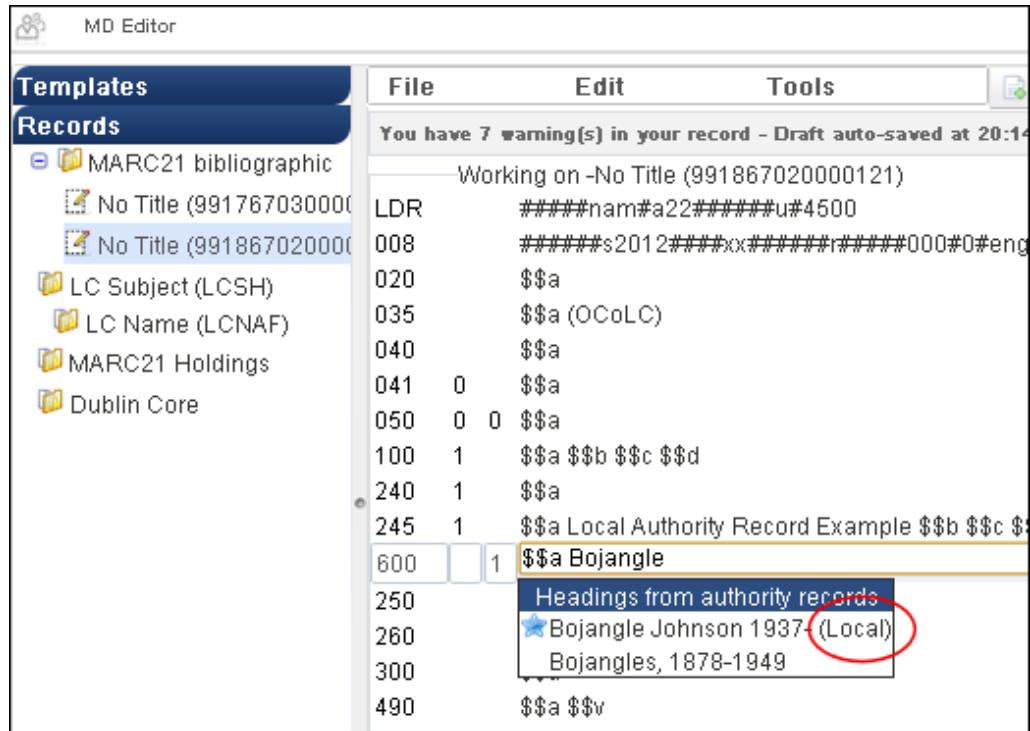 MD Editor
Templates
Records
MARC21 bibliographic
No Title (991767030000
No Title (991867020000
LC Subject (LCSH)
LC Name (LCNAF)
MARC21 Holdings
Dublin Core
File Edit Tools
You have 7 warning(s) in your record - Draft auto-saved at 20:14
Working on -No Title (991867020000121)
LDR #####nam#a22######u#4500
008 ######s2012####xx######r#####000#0#eng
020 $$a
035 $$a (OCoLC)
040 $$a
041 0 $$a
050 0 0 $$a
100 1 $$a $$b $$c $$d
240 1 $$a
245 1 $$a Local Authority Record Example $$b $$c $$
600 1 $$a Bojangle
Headings from authority records
Bojangle Johnson 1937- (Local)
Bojangles, 1878-1949
250
260
300
490 $$a $$v